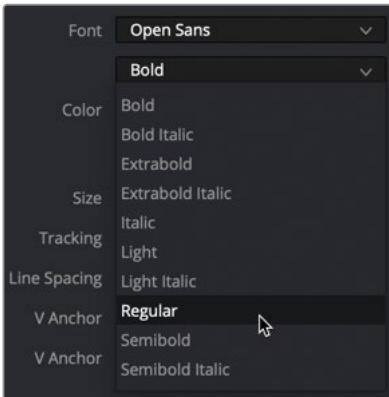 Font Open Sans
Bold
Color Bold
Bold Italic
Extrabold
Size Extrabold Italic
Italic
Tracking
Light
Line Spacing Light Italic
V Anchor Regular
Semibold
V Anchor Semibold Italic